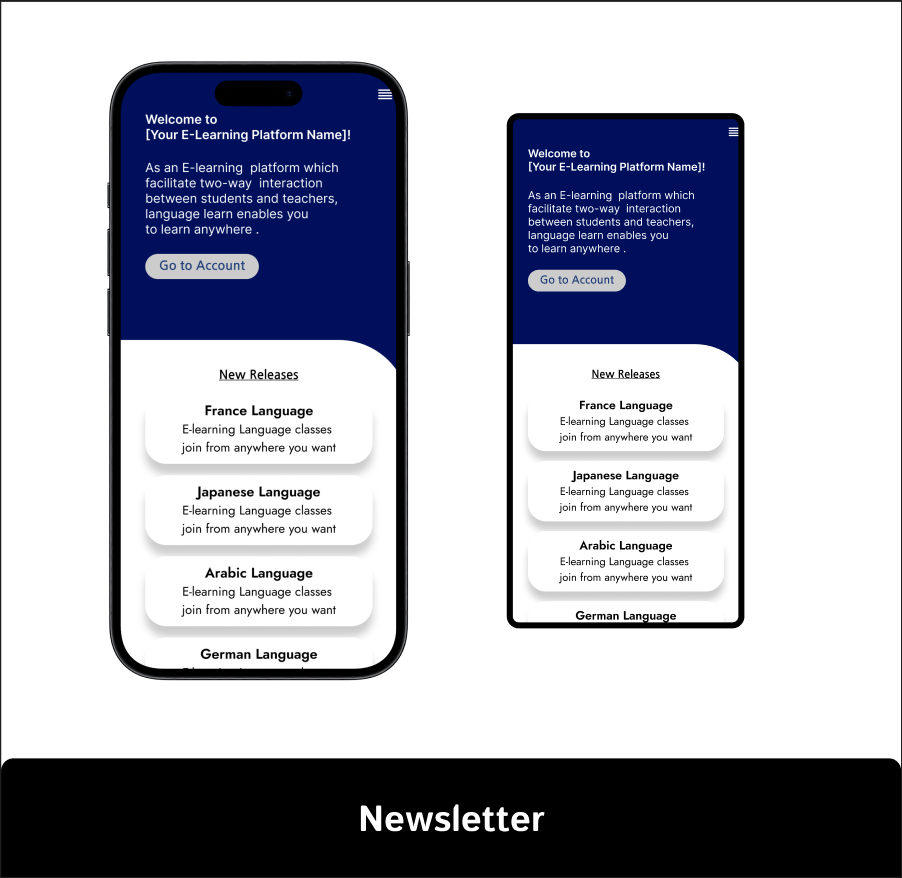 Welcome to
[Your E-Learning Platform Name]!
As an E-learning platform which
facilitate two-way interaction
between students and teachers,
language learn enables you
to learn anywhere .
Go to Account
New Releases
France Language
E-learning Language classes
join from anywhere you want
Japanese Language
E-learning Language classes
join from anywhere you want
Arabic Language
E-learning Language classes
join from anywhere you want
German Language
Welcome to
[Your E-Learning Platform Name]!
As an E-learning platform which
facilitate two-way interaction
between students and teachers,
language learn enables you
to learn anywhere .
Go to Account
New Releases
France Language
E-learning Language classes
join from anywhere you want
Japanese Language
E-learning Language classes
join from anywhere you want
Arabic Language
E-learning Language classes
join from anywhere you want
German Language
Newsletter